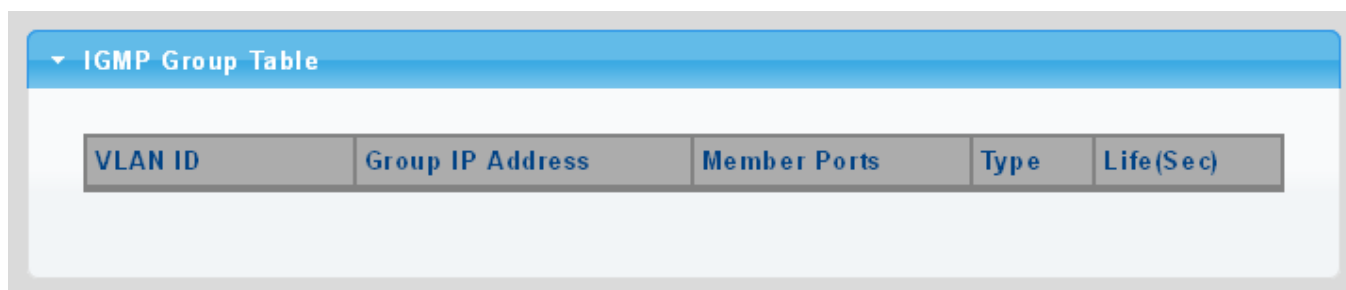 IGMP Group Table
VLAN ID Group IP Address Member Ports Type Life(Sec)